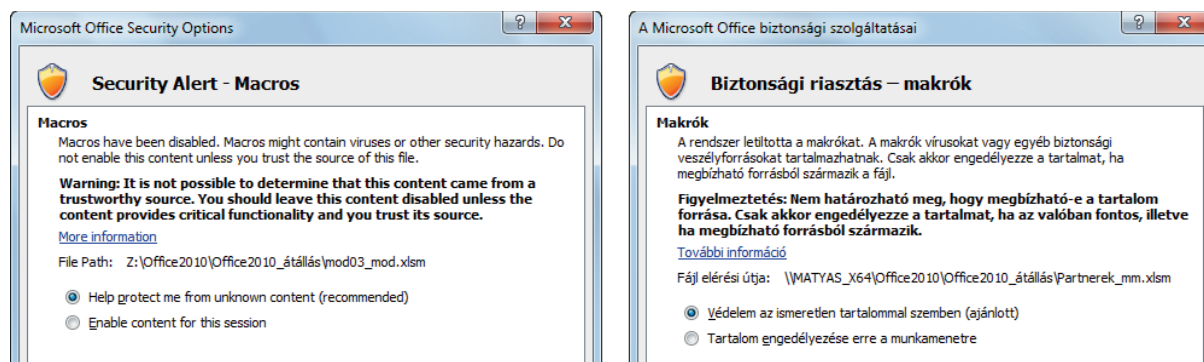 Microsoft Office Security Options
Security Alert - Macros
Macros
Macros have been disabled. Macros might contain viruses or other security hazards. Do
not enable this content unless you trust the source of this file.
Warning: It is not possible to determine that this content came from a
trustworthy source. You should leave this content disabled unless the
content provides critical functionality and you trust its source.
More information
File Path: Z:\Office2010\Office2010_átállás\mod03_mod.xlsm
Help protect me from unknown content (recommended)
Enable content for this session
A Microsoft Office biztonsági szolgáltatásai
Biztonsági riasztás – makrók
Makrók
A rendszer letiltotta a makrókat. A makrók vírusokat vagy egyéb biztonsági
veszélyforrásokat tartalmazhatnak. Csak akkor engedélyezze a tartalmat, ha
megbízható forrásból származik a fájl.
Figyelmeztetés: Nem határozható meg, hogy megbízható-e a tartalom
forrása. Csak akkor engedélyezze a tartalmat, ha az valóban fontos, illetve
ha megbízható forrásból származik.
További információ
Fájl elérési útja: \\MATYAS_X64\Office2010\Office2010_átállás\Partnerek_mm.xlsm
Védelem az ismeretlen tartalommal szemben (ajánlott)
Tartalom engedélyezése erre a munkamenetre